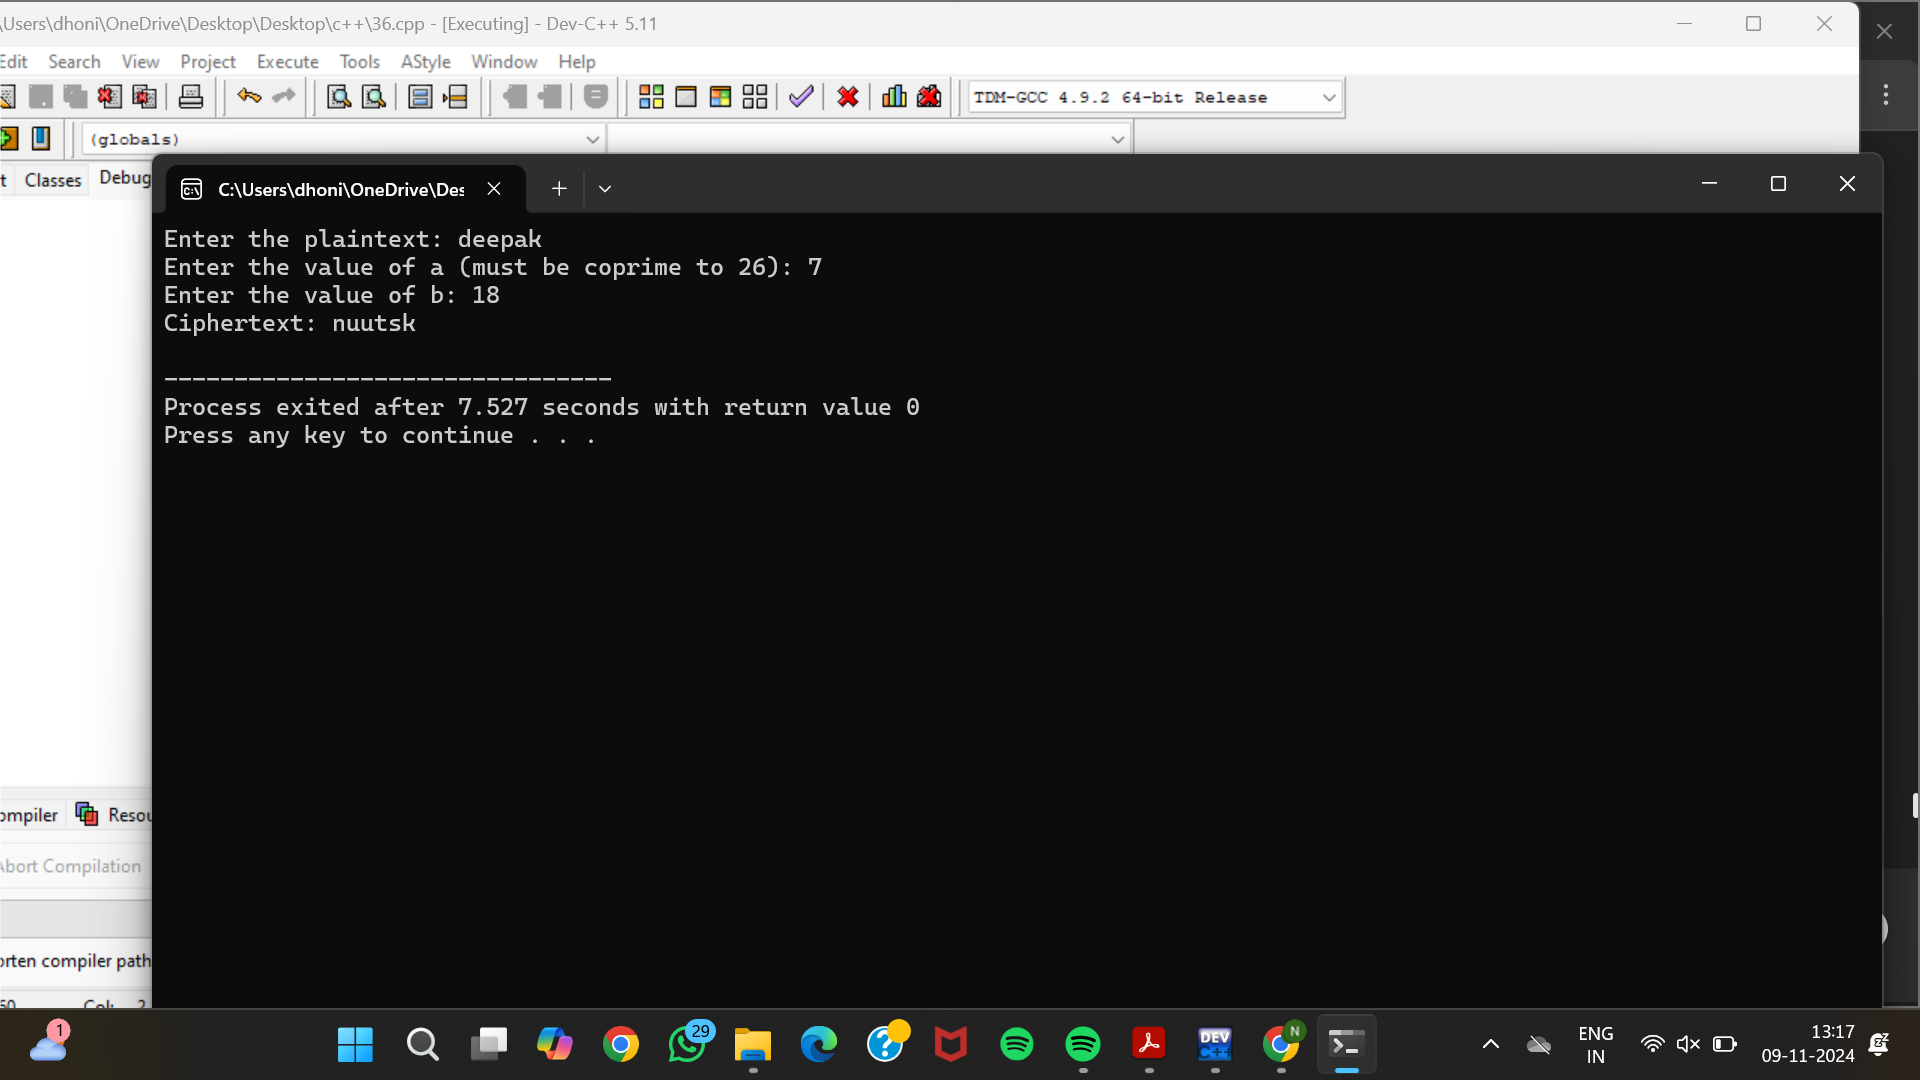 \Users\dhoni\OneDrive\Desktop\Desktop\c++\36.cpp - [Executing] - Dev-C++ 5.11
Edit Search View Project Execute Tools AStyle Window Help
TDM-GCC 4.9.2 64-bit Release
(globals)
t Classes Debug
C:\Users\dhoni\OneDrive\Des
Enter the plaintext: deepak
Enter the value of a (must be coprime to 26): 7
Enter the value of b: 18
Ciphertext: nuutsk
--------------------------------
Process exited after 7.527 seconds with return value 0
Press any key to continue . . .
ompiler Resou
Abort Compilation
orten compiler path
Col: 2
1
29
DEV
C++
N
ENG
IN
13:17
09-11-2024